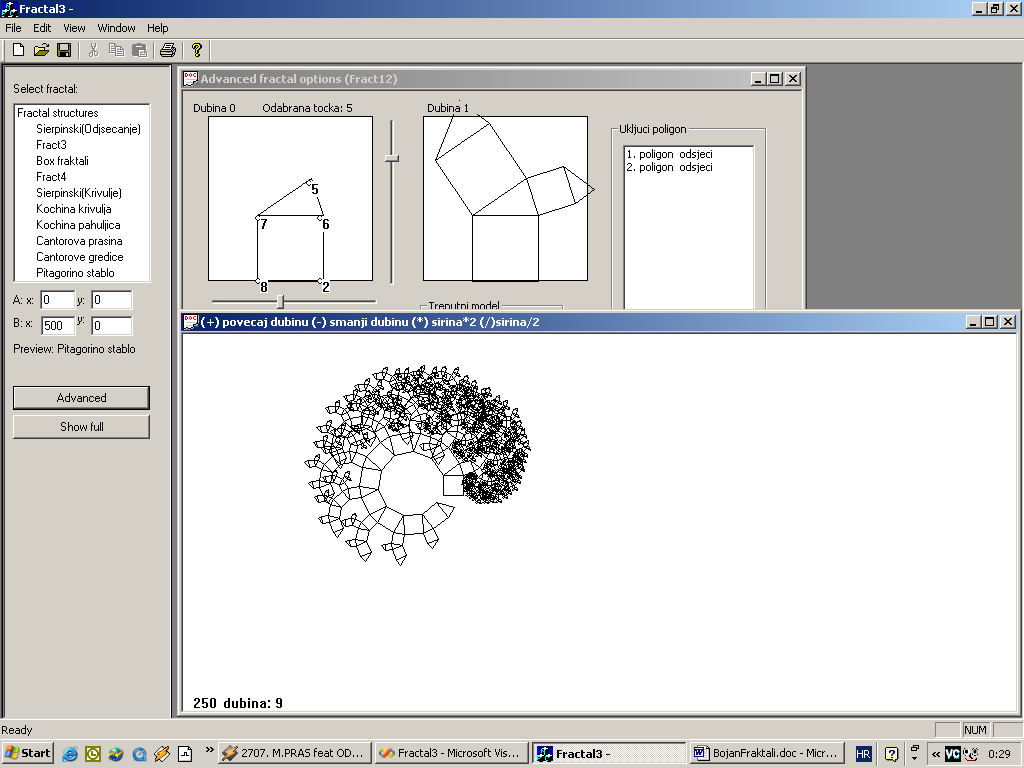 Fractal3 -
File Edit View Window Help
Select fractal:
Fractal structures
Sierpinski(Odjsecanje)
Fract3
Box fraktali
Fract4
Sierpinski(Krivulje)
Kochina krivulja
Kochina pahuljica
Cantorova prasina
Cantorove gredice
Pitagorino stablo
A: x: 0 y: 0
B: x: 500 y: 0
Preview: Pitagorino stablo
Advanced
Show full
Advanced fractal options (Fract12)
Dubina 0 Odabrana tocka: 5 Dubina 1
5
7 6
8 2
Ukljuci poligon
1. poligon odsjeci
2. poligon odsjeci
Trenutni model
(+) povecaj dubinu (-) smanji dubinu (*) sirina*2 (/)sirina/2
250 dubina: 9
Ready
NUM
Start
2707. M.PRAS feat OD...
Fractal3 - Microsoft Vis...
Fractal3 -
BojanFraktali.doc - Micr...
HR
0:29